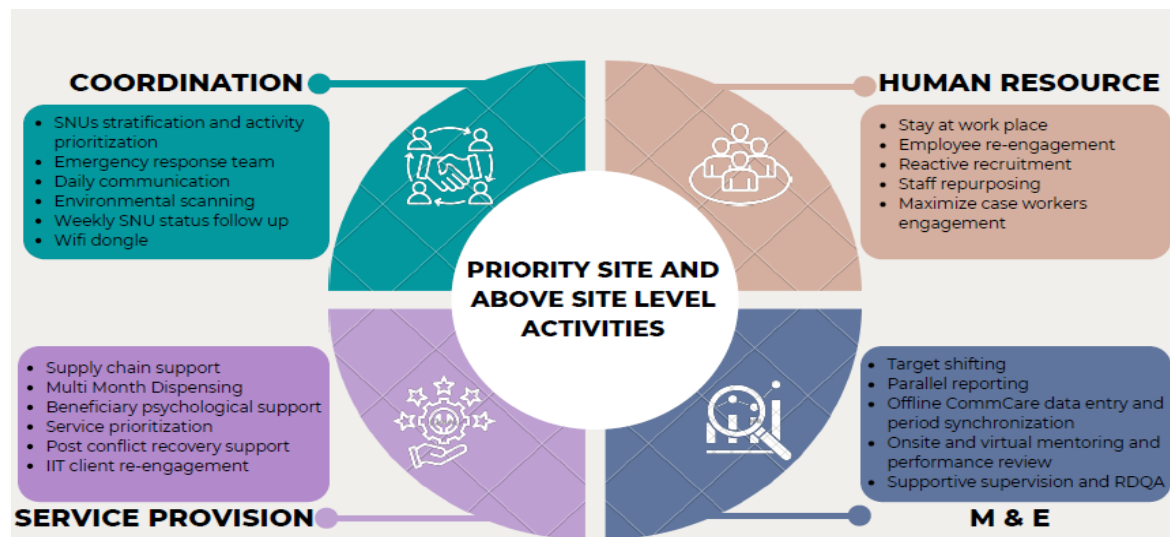 COORDINATION
• SNUs stratification and activity
prioritization
• Emergency response team
• Daily communication
• Environmental scanning
• Weekly SNU status follow up
• Wifi dongle
HUMAN RESOURCE
• Stay at work place
• Employee re-engagement
• Reactive recruitment
• Staff repurposing
• Maximize case workers
engagement
PRIORITY SITE AND
ABOVE SITE LEVEL
ACTIVITIES
• Supply chain support
• Multi Month Dispensing
• Beneficiary psychological support
• Service prioritization
• Post conflict recovery support
• IIT client re-engagement
SERVICE PROVISION
• Target shifting
• Parallel reporting
• Offline CommCare data entry and
period synchronization
• Onsite and virtual mentoring and
performance review
• Supportive supervision and RDQA
M & E